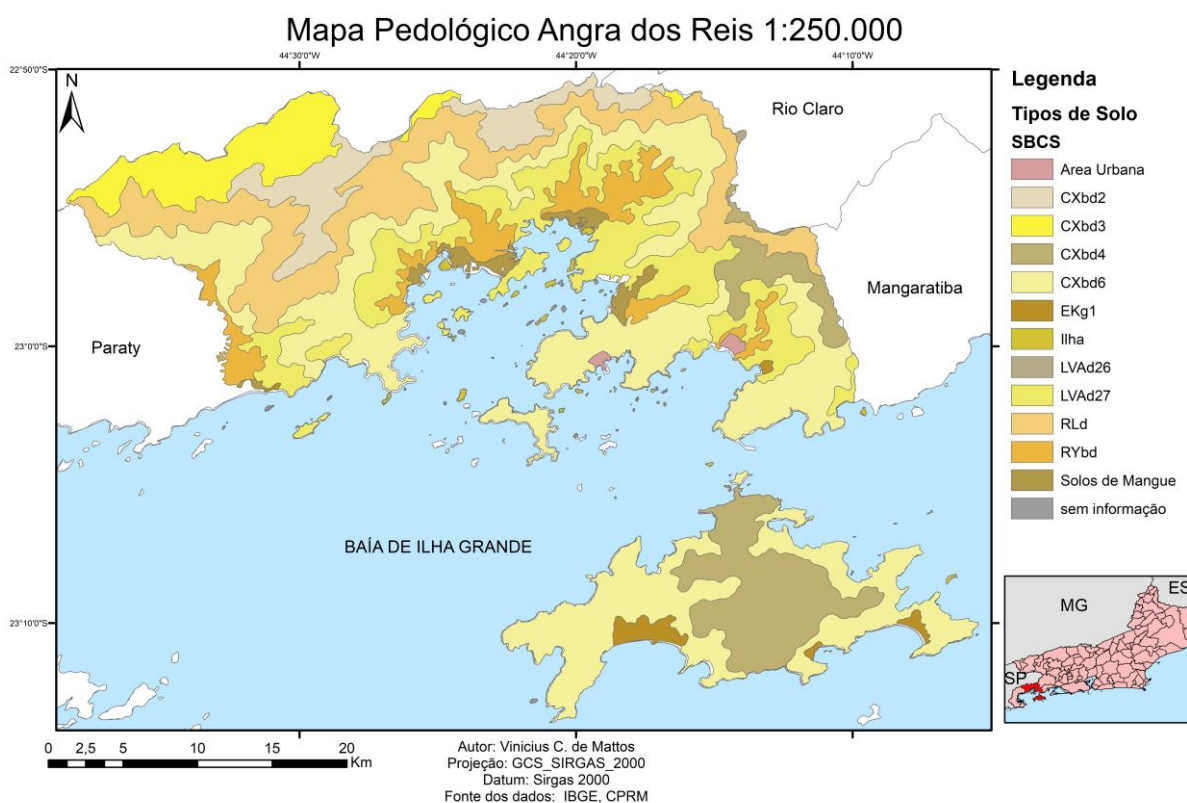 Mapa Pedológico Angra dos Reis 1:250.000
44°30'0"W
44°20'0"W
44°10'0"W
22°50'0"S
N
Rio Claro
Mangaratiba
Paraty
23°0'0"S
BAÍA DE ILHA GRANDE
23°10'0"S
Legenda
Tipos de Solo
SBCS
Area Urbana
CXbd2
CXbd3
CXbd4
CXbd6
EKg1
Ilha
LVAd26
LVAd27
RLd
RYbd
Solos de Mangue
sem informação
MG
ES
SP
0 2,5 5 10 15 20
Km
Autor: Vinicius C. de Mattos
Projeção: GCS_SIRGAS_2000
Datum: Sirgas 2000
Fonte dos dados: IBGE, CPRM